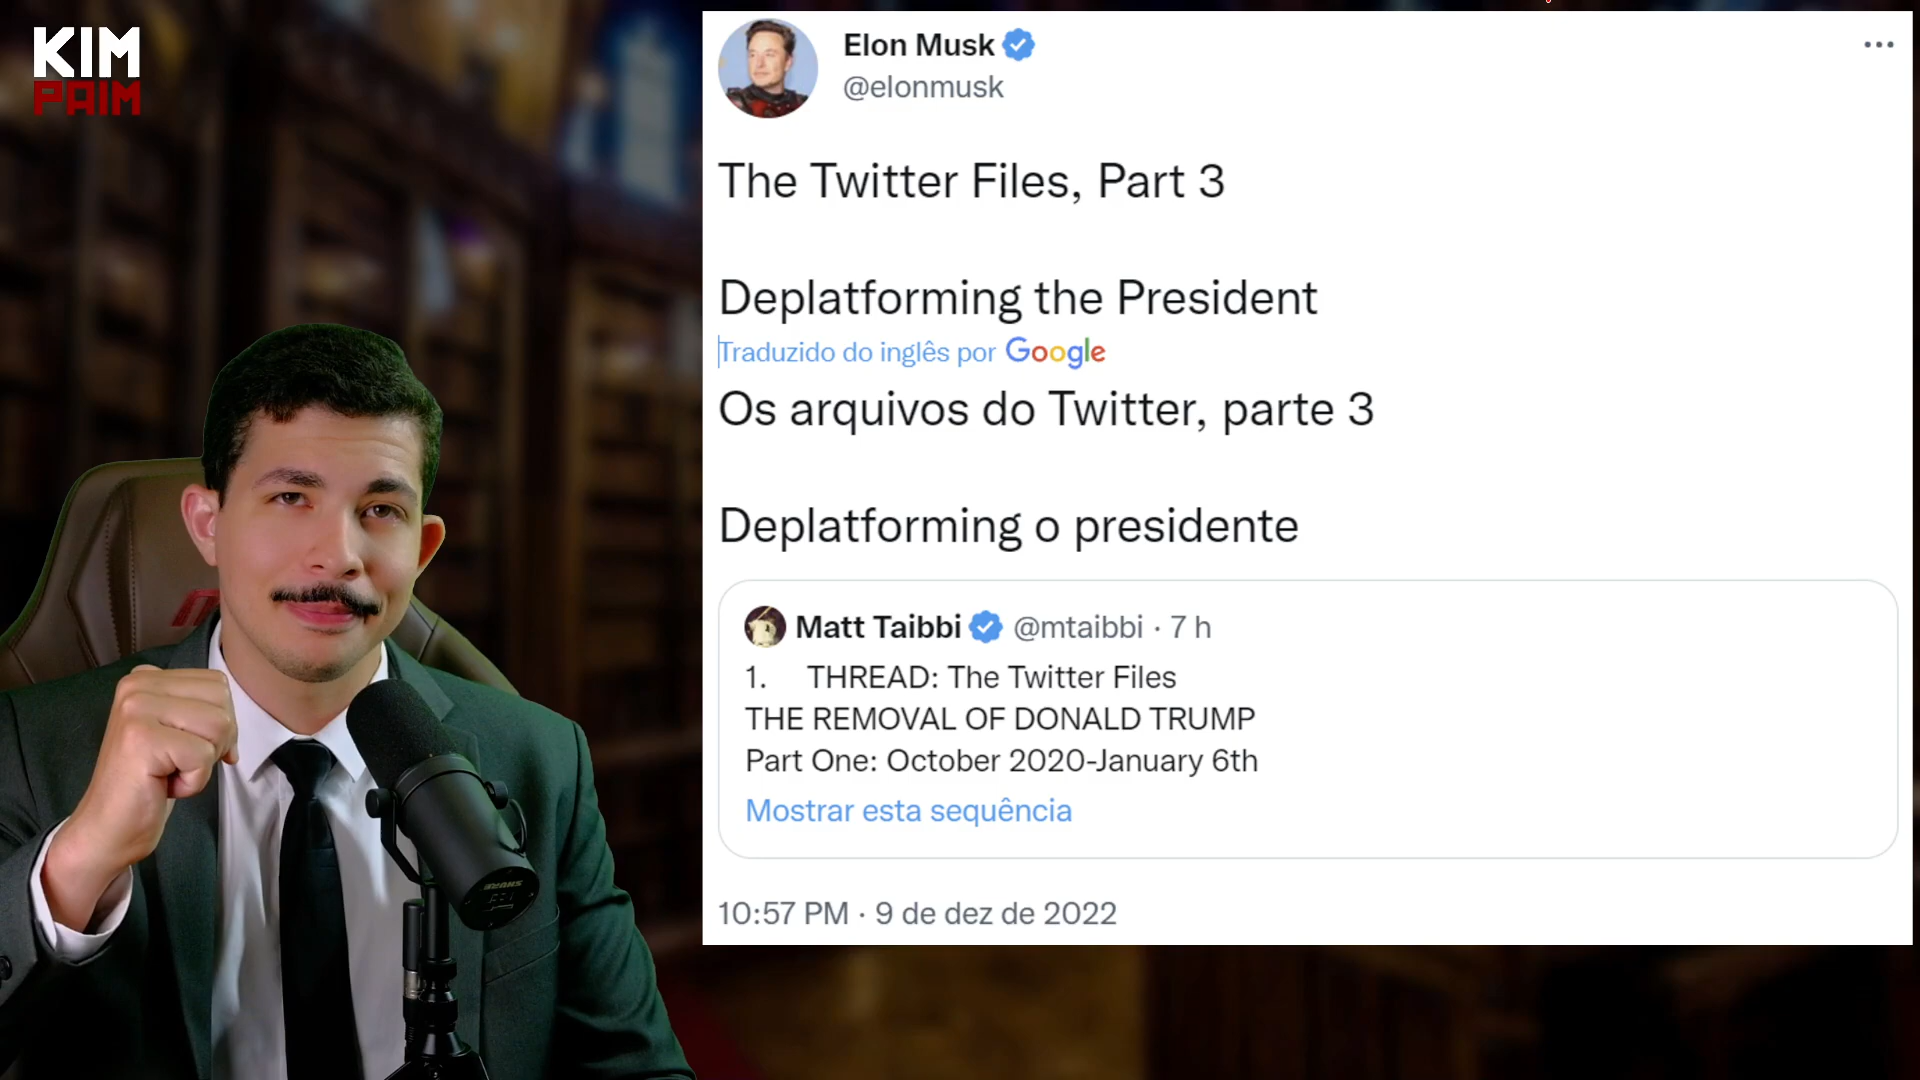 KIM
PAIM
Elon Musk
@elonmusk
The Twitter Files, Part 3
Deplatforming the President
Traduzido do inglês por Google
Os arquivos do Twitter, parte 3
Deplatforming o presidente
Matt Taibbi @mtaibbi · 7 h
1. THREAD: The Twitter Files
THE REMOVAL OF DONALD TRUMP
Part One: October 2020-January 6th
Mostrar esta sequência
10:57 PM · 9 de dez de 2022
SHURE